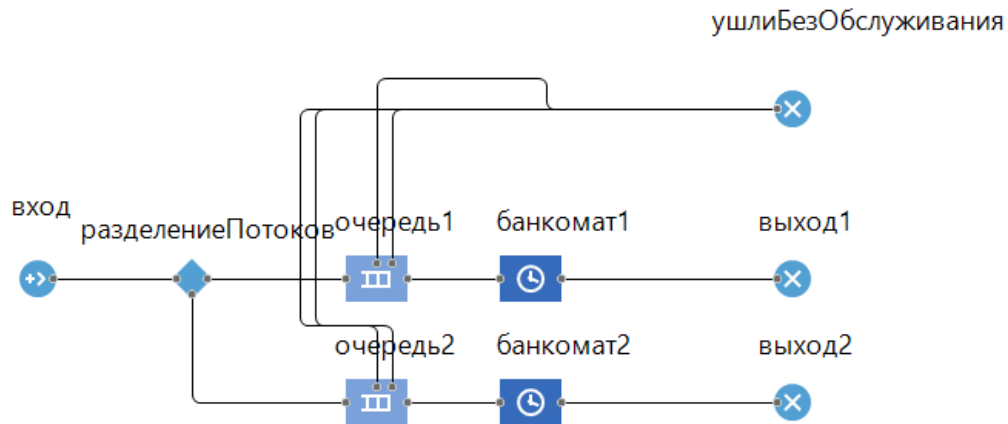 ушлиБезОбслуживания
вход
разделениеПотоков
очередь1
банкомат1
выход1
очередь2
банкомат2
выход2